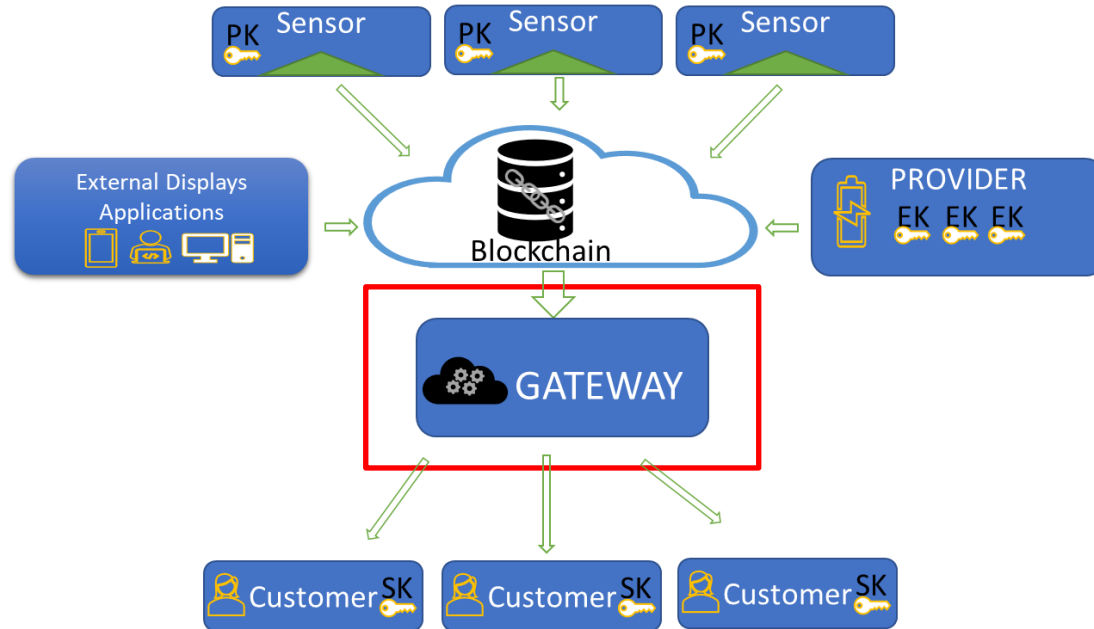 PK Sensor
PK Sensor
PK Sensor
External Displays
Applications
Blockchain
PROVIDER
EK EK EK
GATEWAY
Customer SK
Customer SK
Customer SK